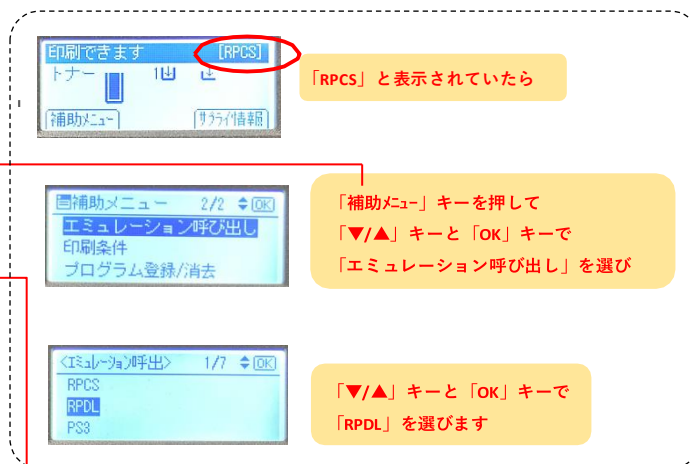 印刷できます [RPCS]
トナー 1
補助ﾒﾆｭｰ ｻﾌﾟﾗｲ情報
「RPCS」と表示されていたら
補助メニュー 2/2 OK
エミュレーション呼び出し
印刷条件
プログラム登録/消去
「補助ﾒﾆｭｰ」キーを押して
「▼/▲」キーと「OK」キーで
「エミュレーション呼び出し」を選び
<ｴﾐｭﾚｰｼｮﾝ呼出> 1/7 OK
RPCS
RPDL
PS3
「▼/▲」キーと「OK」キーで
「RPDL」を選びます